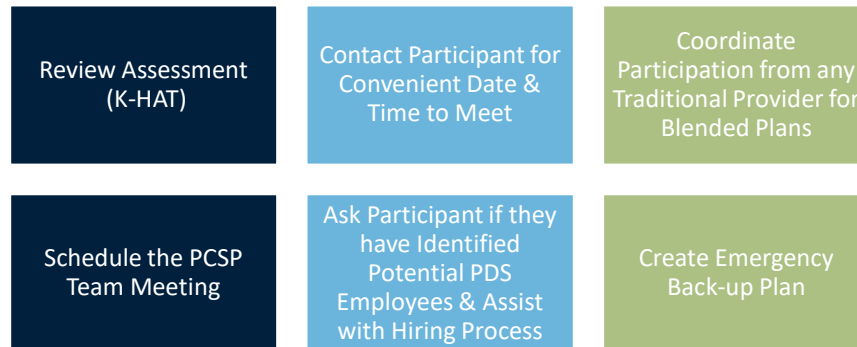 Review Assessment
(K-HAT)
Contact Participant for
Convenient Date &
Time to Meet
Coordinate
Participation from any
Traditional Provider for
Blended Plans
Schedule the PCSP
Team Meeting
Ask Participant if they
have Identified
Potential PDS
Employees & Assist
with Hiring Process
Create Emergency
Back-up Plan